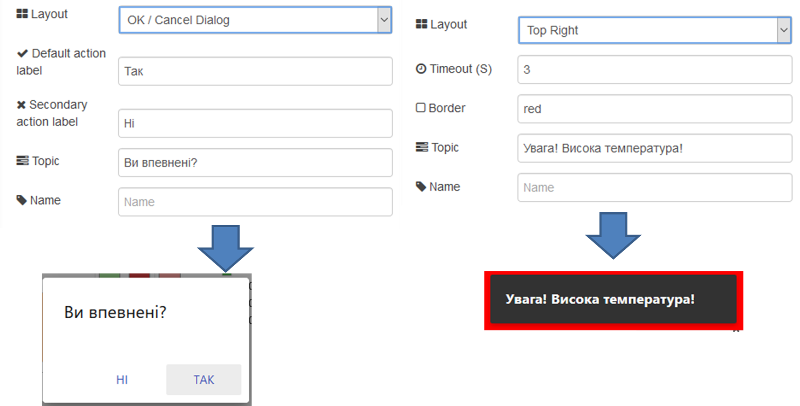 Layout
OK / Cancel Dialog
Default action
label
Так
Secondary
action label
Ні
Topic
Ви впевнені?
Name
Name
Ви впевнені?
НІ
ТАК
Layout
Top Right
Timeout (S)
3
Border
red
Topic
Увага! Висока температура!
Name
Name
Увага! Висока температура!